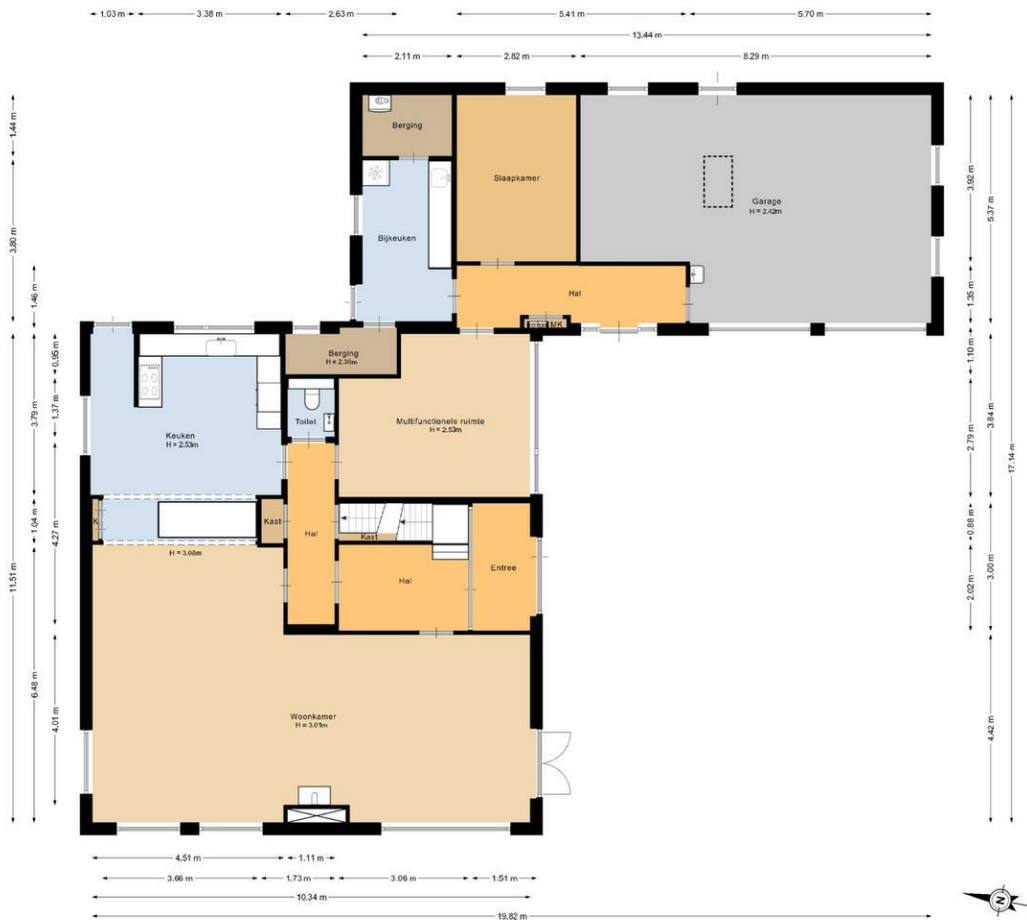 1.03 m 3.38 m 2.63 m 5.41 m 5.70 m
13.44 m
2.11 m 2.82 m 8.29 m
1.44 m
3.80 m
1.46 m
11.51 m
0.95 m
3.79 m
1.37 m
1.04 m
4.27 m
6.48 m
4.01 m
Berging
Slaapkamer
Garage
H = 2.42m
Bijkeuken
Hal
MK
Berging
H = 2.30m
Toilet
Multifunctionele ruimte
H = 2.53m
Keuken
H = 2.53m
K
Kast
Kast
Hal
H = 3.08m
Hal
Entree
Woonkamer
H = 3.01m
3.92 m
5.37 m
1.35 m
1.10 m
3.84 m
2.79 m
17.14 m
0.88 m
3.00 m
2.02 m
4.42 m
4.51 m 1.11 m
3.66 m 1.73 m 3.06 m 1.51 m
10.34 m
19.82 m
N